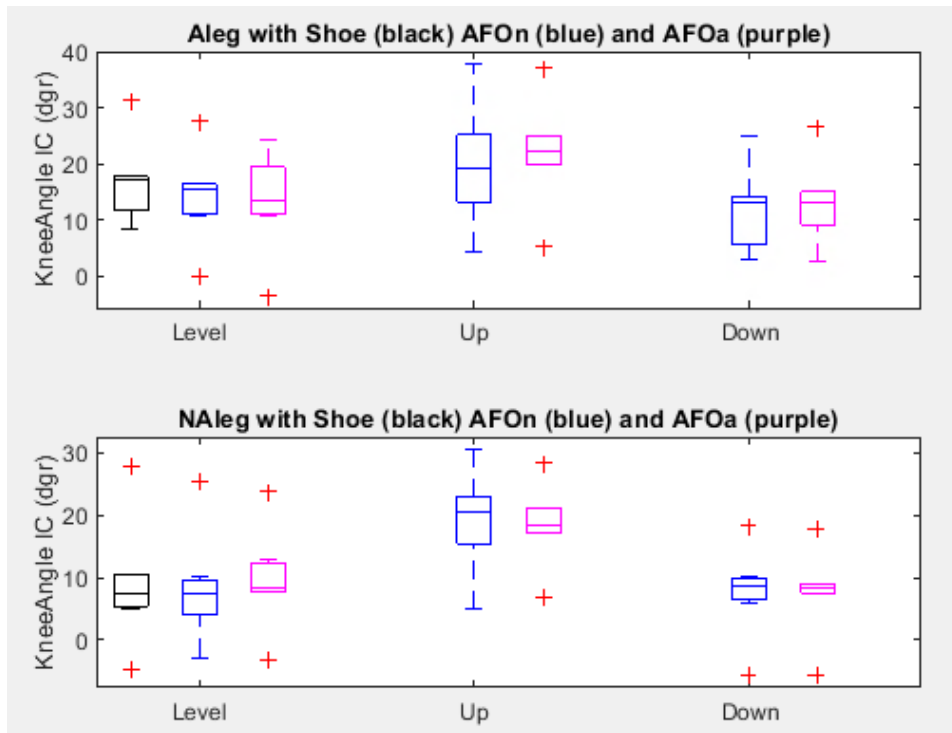 Aleg with Shoe (black) AFOn (blue) and AFOa (purple)
KneeAngle IC (dgr)
40
30
20
10
0
Level Up Down
NAleg with Shoe (black) AFOn (blue) and AFOa (purple)
KneeAngle IC (dgr)
30
20
10
0
Level Up Down